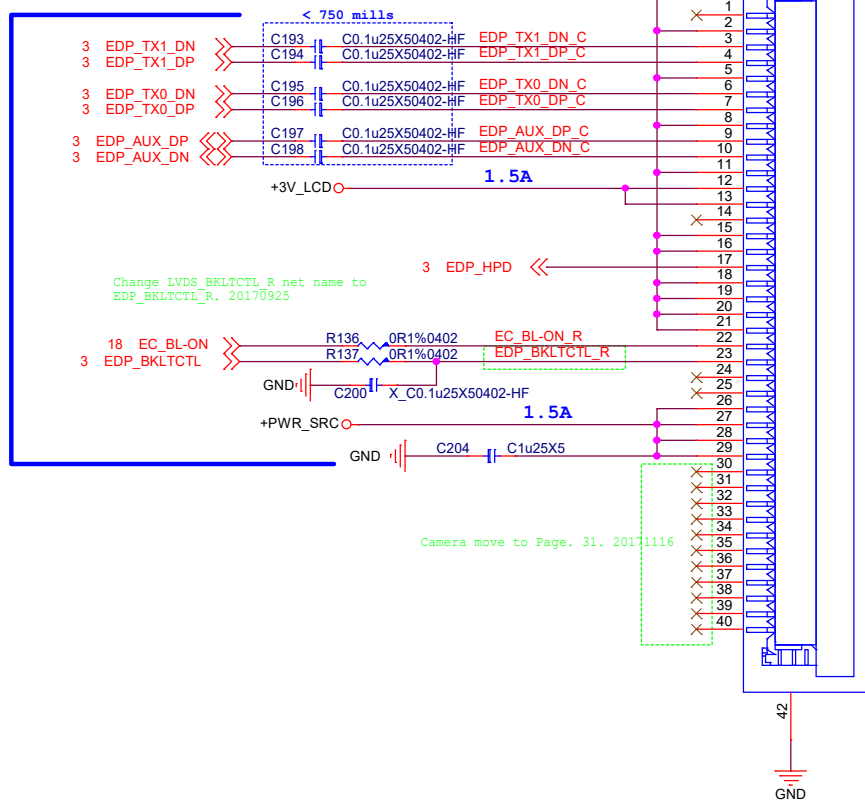 < 750 mills
3 EDP_TX1_DN C193 C0.1u25X50402-HF EDP_TX1_DN_C
3 EDP_TX1_DP C194 C0.1u25X50402-HF EDP_TX1_DP_C
3 EDP_TX0_DN C195 C0.1u25X50402-HF EDP_TX0_DN_C
3 EDP_TX0_DP C196 C0.1u25X50402-HF EDP_TX0_DP_C
3 EDP_AUX_DP C197 C0.1u25X50402-HF EDP_AUX_DP_C
3 EDP_AUX_DN C198 C0.1u25X50402-HF EDP_AUX_DN_C
+3V_LCD 1.5A
3 EDP_HPD
Change LVDS_BKLTCTL_R net name to
EDP_BKLTCTL_R. 20170925
18 EC_BL-ON R136 0R1%0402 EC_BL-ON_R
3 EDP_BKLTCTL R137 0R1%0402 EDP_BKLTCTL_R
GND C200 X_C0.1u25X50402-HF
+PWR_SRC 1.5A
GND C204 C1u25X5
Camera move to Page. 31. 20171116
1
2
3
4
5
6
7
8
9
10
11
12
13
14
15
16
17
18
19
20
21
22
23
24
25
26
27
28
29
30
31
32
33
34
35
36
37
38
39
40
42
GND